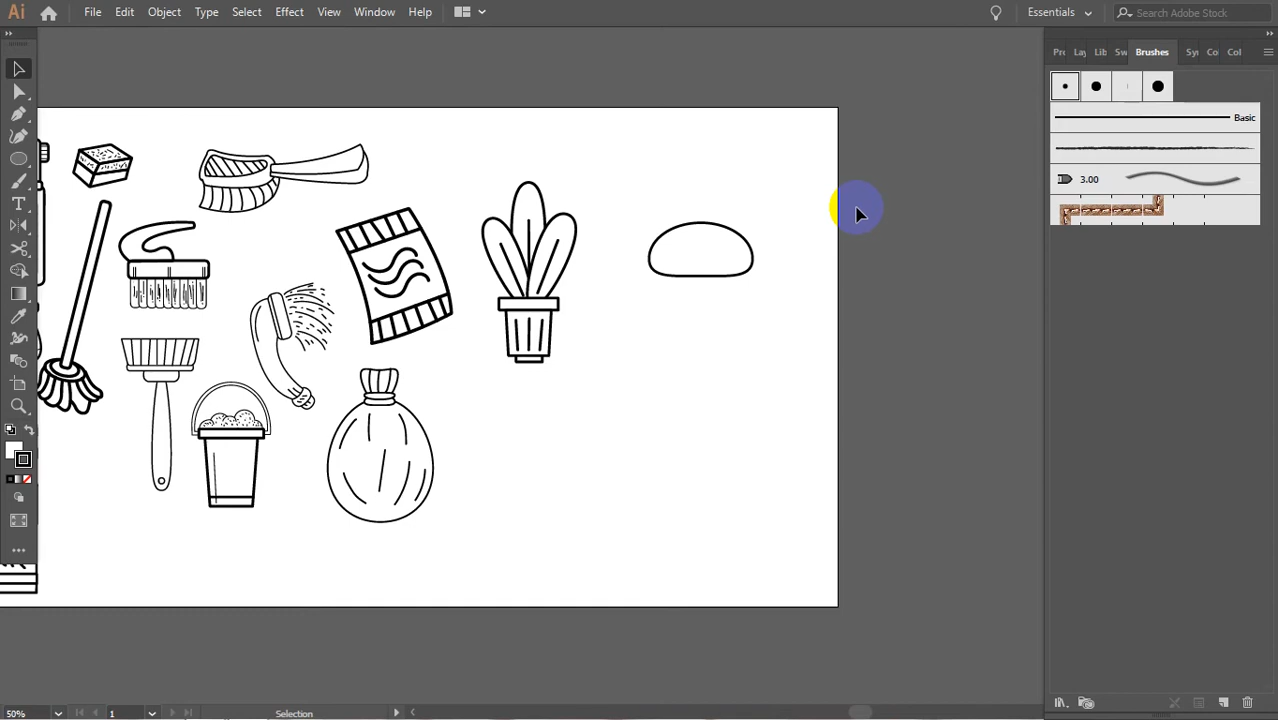 Ai File Edit Object Type Select Effect View Window Help Essentials Search Adobe Stock
Brushes
Basic
3.00
50% 1 Selection